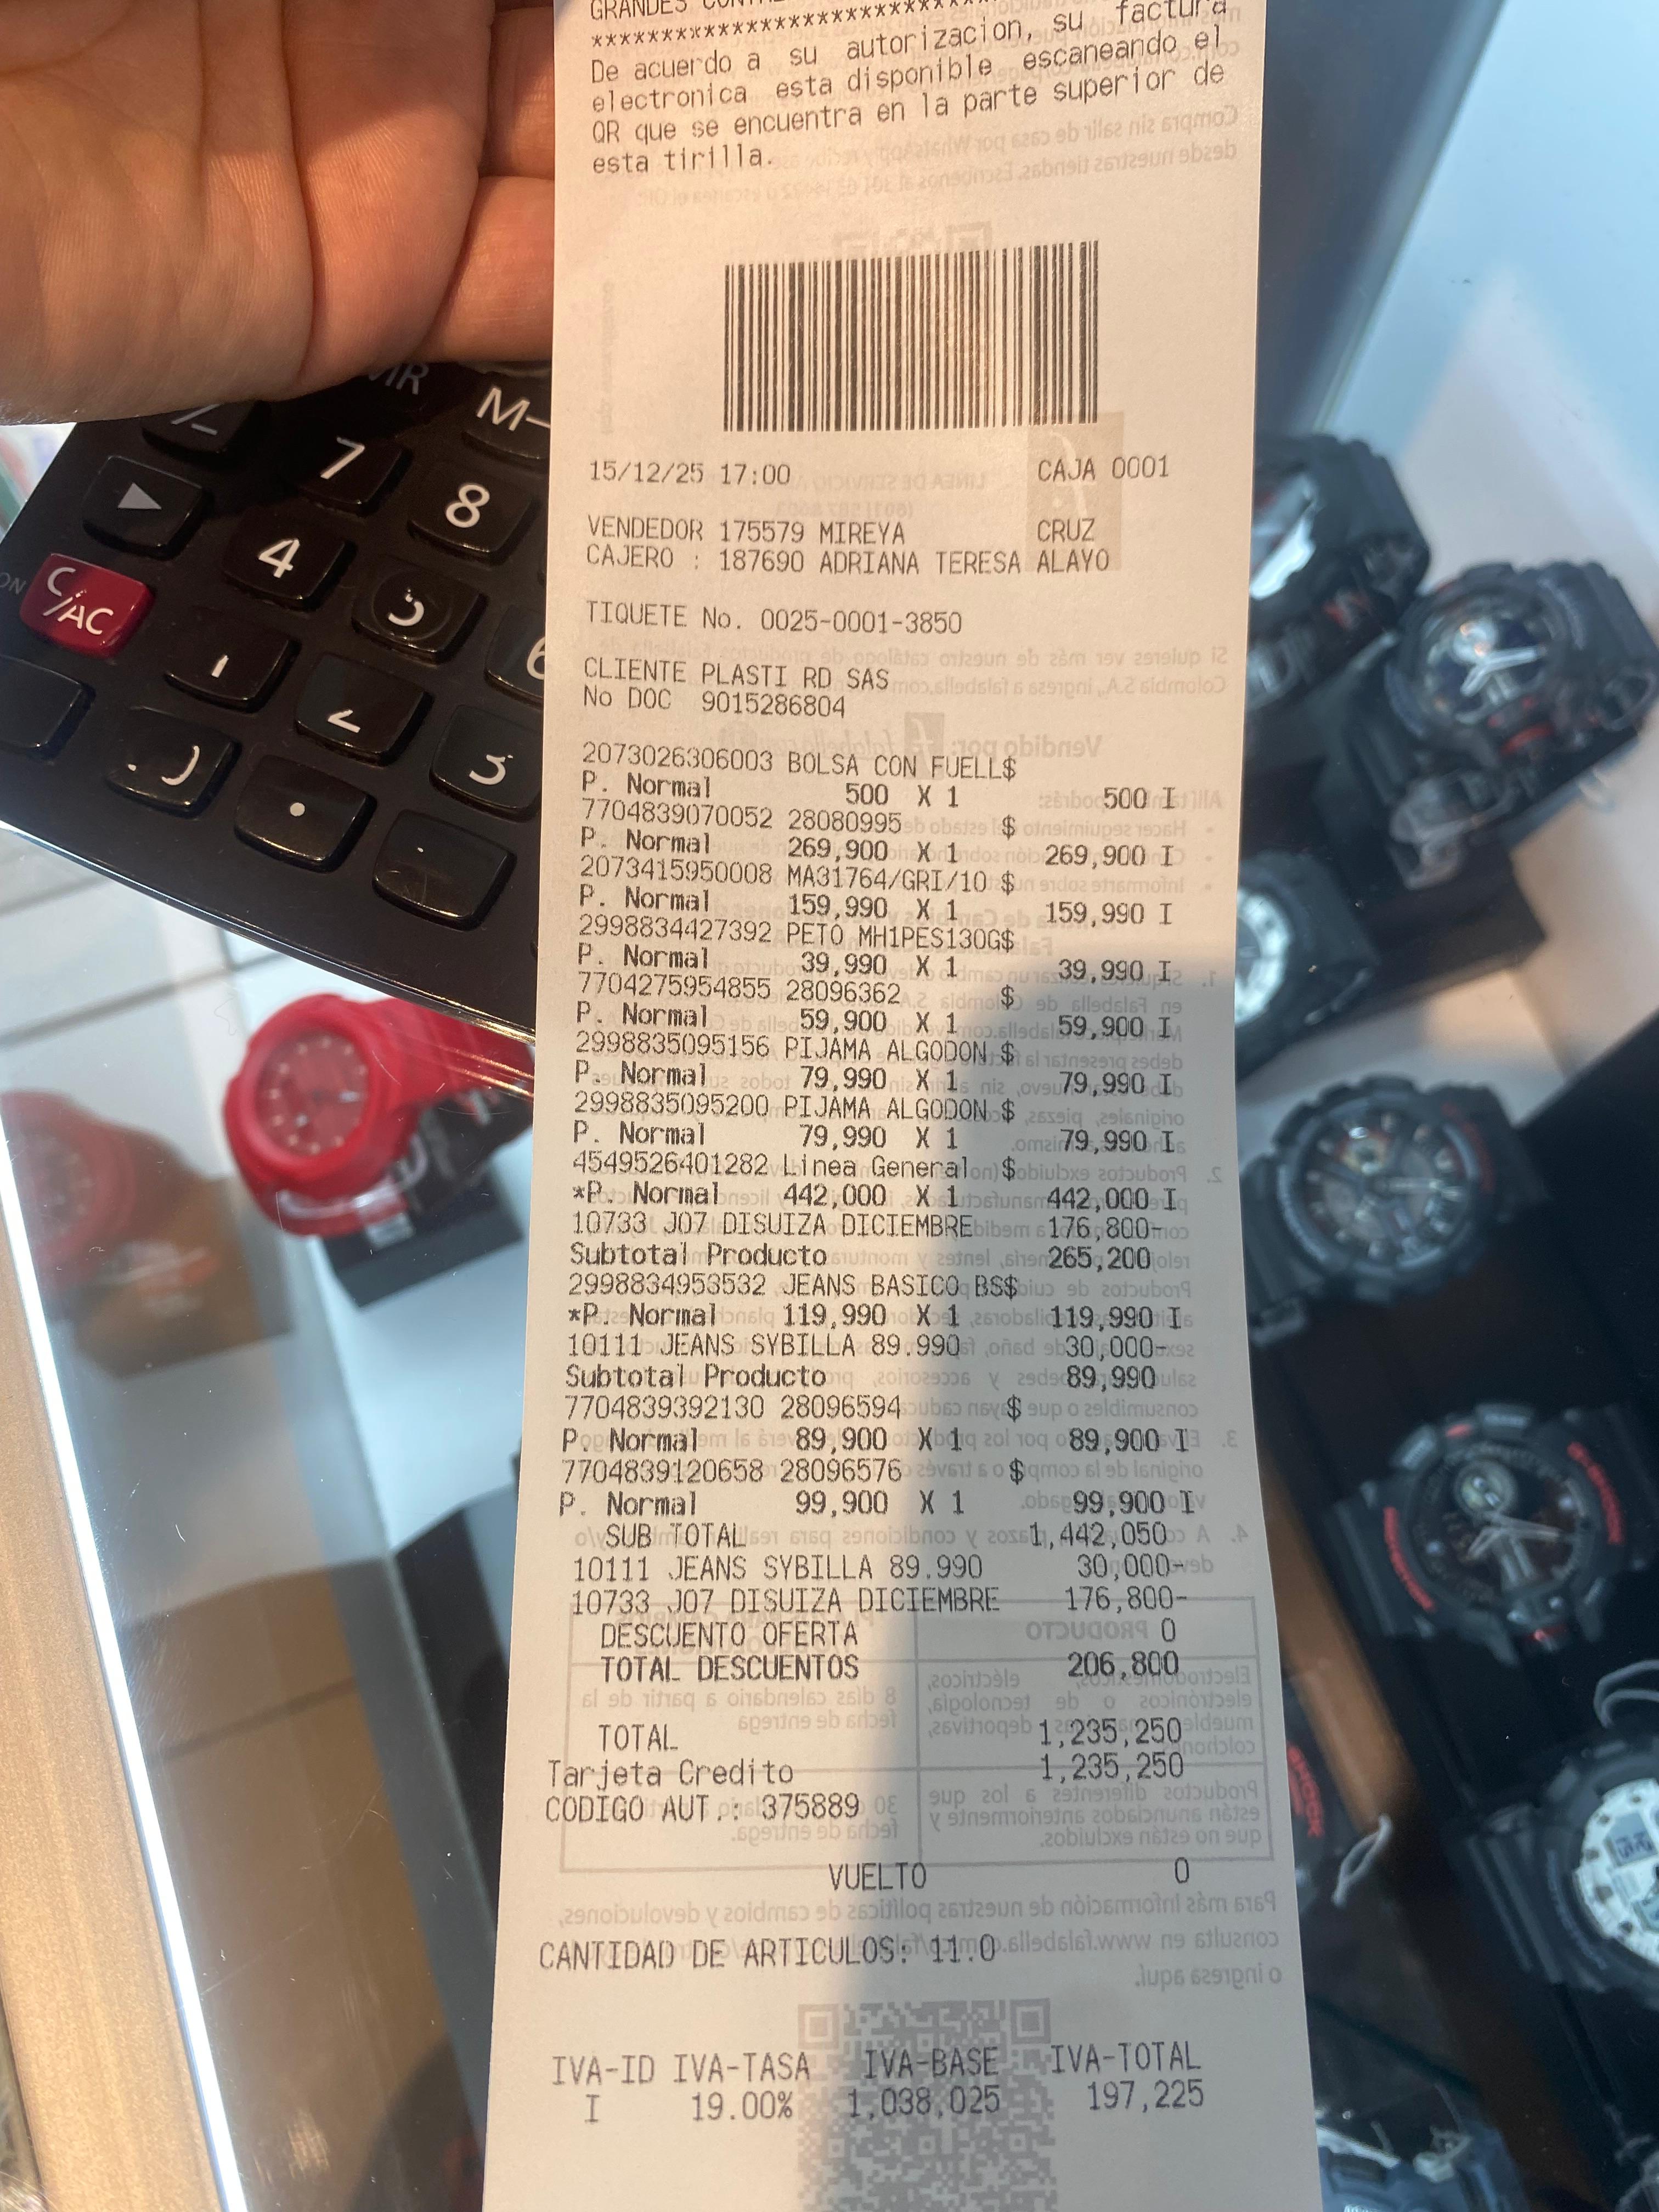 GRANDES
****************************
De acuerdo a su autorizacion, su factura
electronica esta disponible escaneando el
QR que se encuentra en la parte superior de
esta tirilla.
15/12/25 17:00 CAJA 0001
VENDEDOR 175579 MIREYA CRUZ
CAJERO : 187690 ADRIANA TERESA ALAYO
TIQUETE No. 0025-0001-3850
CLIENTE PLASTI RD SAS
No DOC 9015286804
2073026306003 BOLSA CON FUELL$
P. Normal 500 X 1 500 I
7704839070052 28080995 $
P. Normal 269,900 X 1 269,900 I
2073415950008 MA31764/GRI/10 $
P. Normal 159,990 X 1 159,990 I
2998834427392 PETO MH1PES130G$
P. Normal 39,990 X 1 39,990 I
7704275954855 28096362 $
P. Normal 59,900 X 1 59,900 I
2998835095156 PIJAMA ALGODON $
P. Normal 79,990 X 1 79,990 I
2998835095200 PIJAMA ALGODON $
P. Normal 79,990 X 1 79,990 I
4549526401282 Linea General $
*P. Normal 442,000 X 1 442,000 I
10733 J07 DISUIZA DICIEMBRE 176,800-
Subtotal Producto 265,200
2998834953532 JEANS BASICO BS$
*P. Normal 119,990 X 1 119,990 I
10111 JEANS SYBILLA 89.990 30,000-
Subtotal Producto 89,990
7704839392130 28096594 $
P. Normal 89,900 X 1 89,900 I
7704839120658 28096576 $
P. Normal 99,900 X 1 99,900 I
SUB TOTAL 1,442,050
10111 JEANS SYBILLA 89.990 30,000-
10733 J07 DISUIZA DICIEMBRE 176,800-
DESCUENTO OFERTA 0
TOTAL DESCUENTOS 206,800
TOTAL 1,235,250
Tarjeta Credito 1,235,250
CODIGO AUT.: 375889
VUELTO 0
CANTIDAD DE ARTICULOS: 11.0
IVA-ID IVA-TASA IVA-BASE IVA-TOTAL
I 19.00% 1,038,025 197,225
MR M-
7 8
4 5 6
C/AC
1 2 3